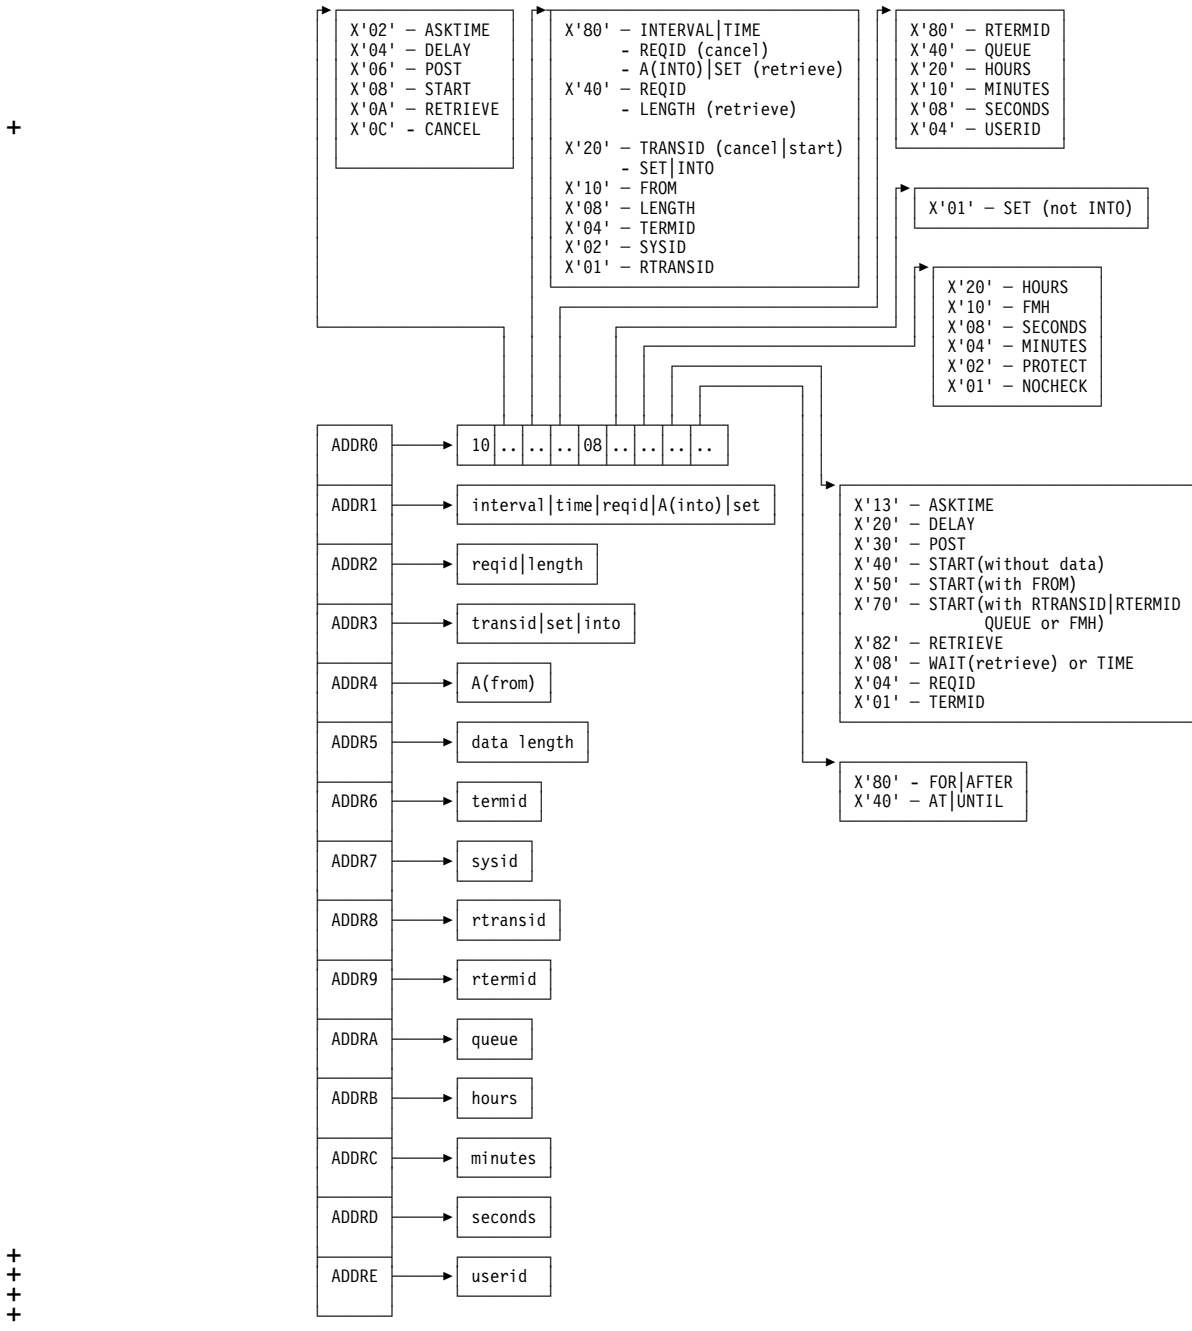 X'02' — ASKTIME
X'04' — DELAY
X'06' — POST
X'08' — START
X'0A' — RETRIEVE
X'0C' - CANCEL
X'80' — INTERVAL|TIME
- REQID (cancel)
- A(INTO)|SET (retrieve)
X'40' — REQID
- LENGTH (retrieve)
X'20' — TRANSID (cancel|start)
- SET|INTO
X'10' — FROM
X'08' — LENGTH
X'04' — TERMID
X'02' — SYSID
X'01' — RTRANSID
X'80' — RTERMID
X'40' — QUEUE
X'20' — HOURS
X'10' — MINUTES
X'08' — SECONDS
X'04' — USERID
+
X'01' — SET (not INTO)
X'20' — HOURS
X'10' — FMH
X'08' — SECONDS
X'04' — MINUTES
X'02' — PROTECT
X'01' — NOCHECK
ADDR0 10 .. .. .. 08 .. .. .. ..
ADDR1 interval|time|reqid|A(into)|set
ADDR2 reqid|length
ADDR3 transid|set|into
ADDR4 A(from)
ADDR5 data length
ADDR6 termid
ADDR7 sysid
ADDR8 rtransid
ADDR9 rtermid
ADDRA queue
ADDRB hours
ADDRC minutes
ADDRD seconds
ADDRE userid
X'13' — ASKTIME
X'20' — DELAY
X'30' — POST
X'40' — START(without data)
X'50' — START(with FROM)
X'70' — START(with RTRANSID|RTERMID
QUEUE or FMH)
X'82' — RETRIEVE
X'08' — WAIT(retrieve) or TIME
X'04' — REQID
X'01' — TERMID
X'80' - FOR|AFTER
X'40' — AT|UNTIL
+
+
+
+